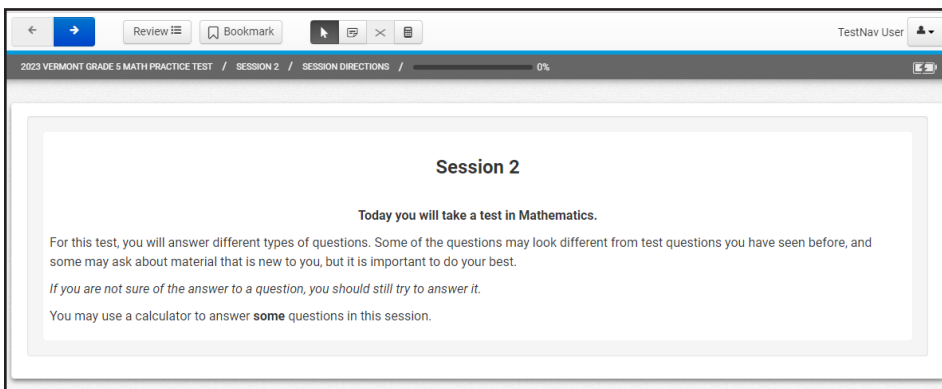 Review
Bookmark
TestNav User
2023 VERMONT GRADE 5 MATH PRACTICE TEST / SESSION 2 / SESSION DIRECTIONS / 0%
Session 2
Today you will take a test in Mathematics.
For this test, you will answer different types of questions. Some of the questions may look different from test questions you have seen before, and
some may ask about material that is new to you, but it is important to do your best.
If you are not sure of the answer to a question, you should still try to answer it.
You may use a calculator to answer some questions in this session.